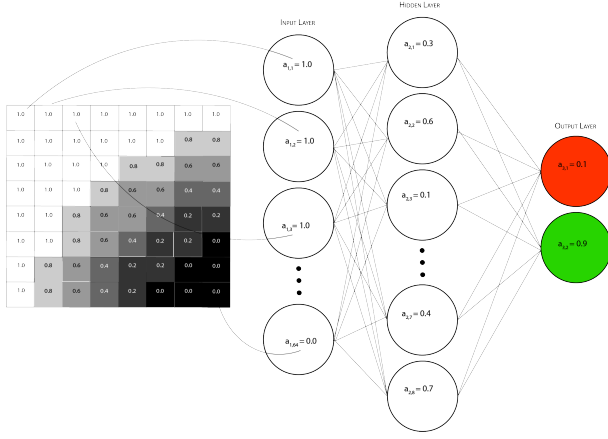 HIDDEN LAYER
INPUT LAYER
OUTPUT LAYER
1.0 1.0 1.0 1.0 1.0 1.0 1.0 1.0
1.0 1.0 1.0 1.0 1.0 1.0 0.8 0.8
1.0 1.0 1.0 1.0 0.8 0.8 0.6 0.6
1.0 1.0 1.0 0.8 0.6 0.6 0.4 0.4
1.0 1.0 0.8 0.6 0.6 0.4 0.2 0.2
1.0 1.0 0.8 0.6 0.4 0.2 0.2 0.0
1.0 0.8 0.6 0.4 0.2 0.2 0.0 0.0
1.0 0.8 0.6 0.4 0.2 0.0 0.0 0.0
a1,1= 1.0
a1,2= 1.0
a1,3= 1.0
a1,64= 0.0
a2,1= 0.3
a2,2= 0.6
a2,3= 0.1
a2,7= 0.4
a2,8= 0.7
a3,1= 0.1
a3,2= 0.9